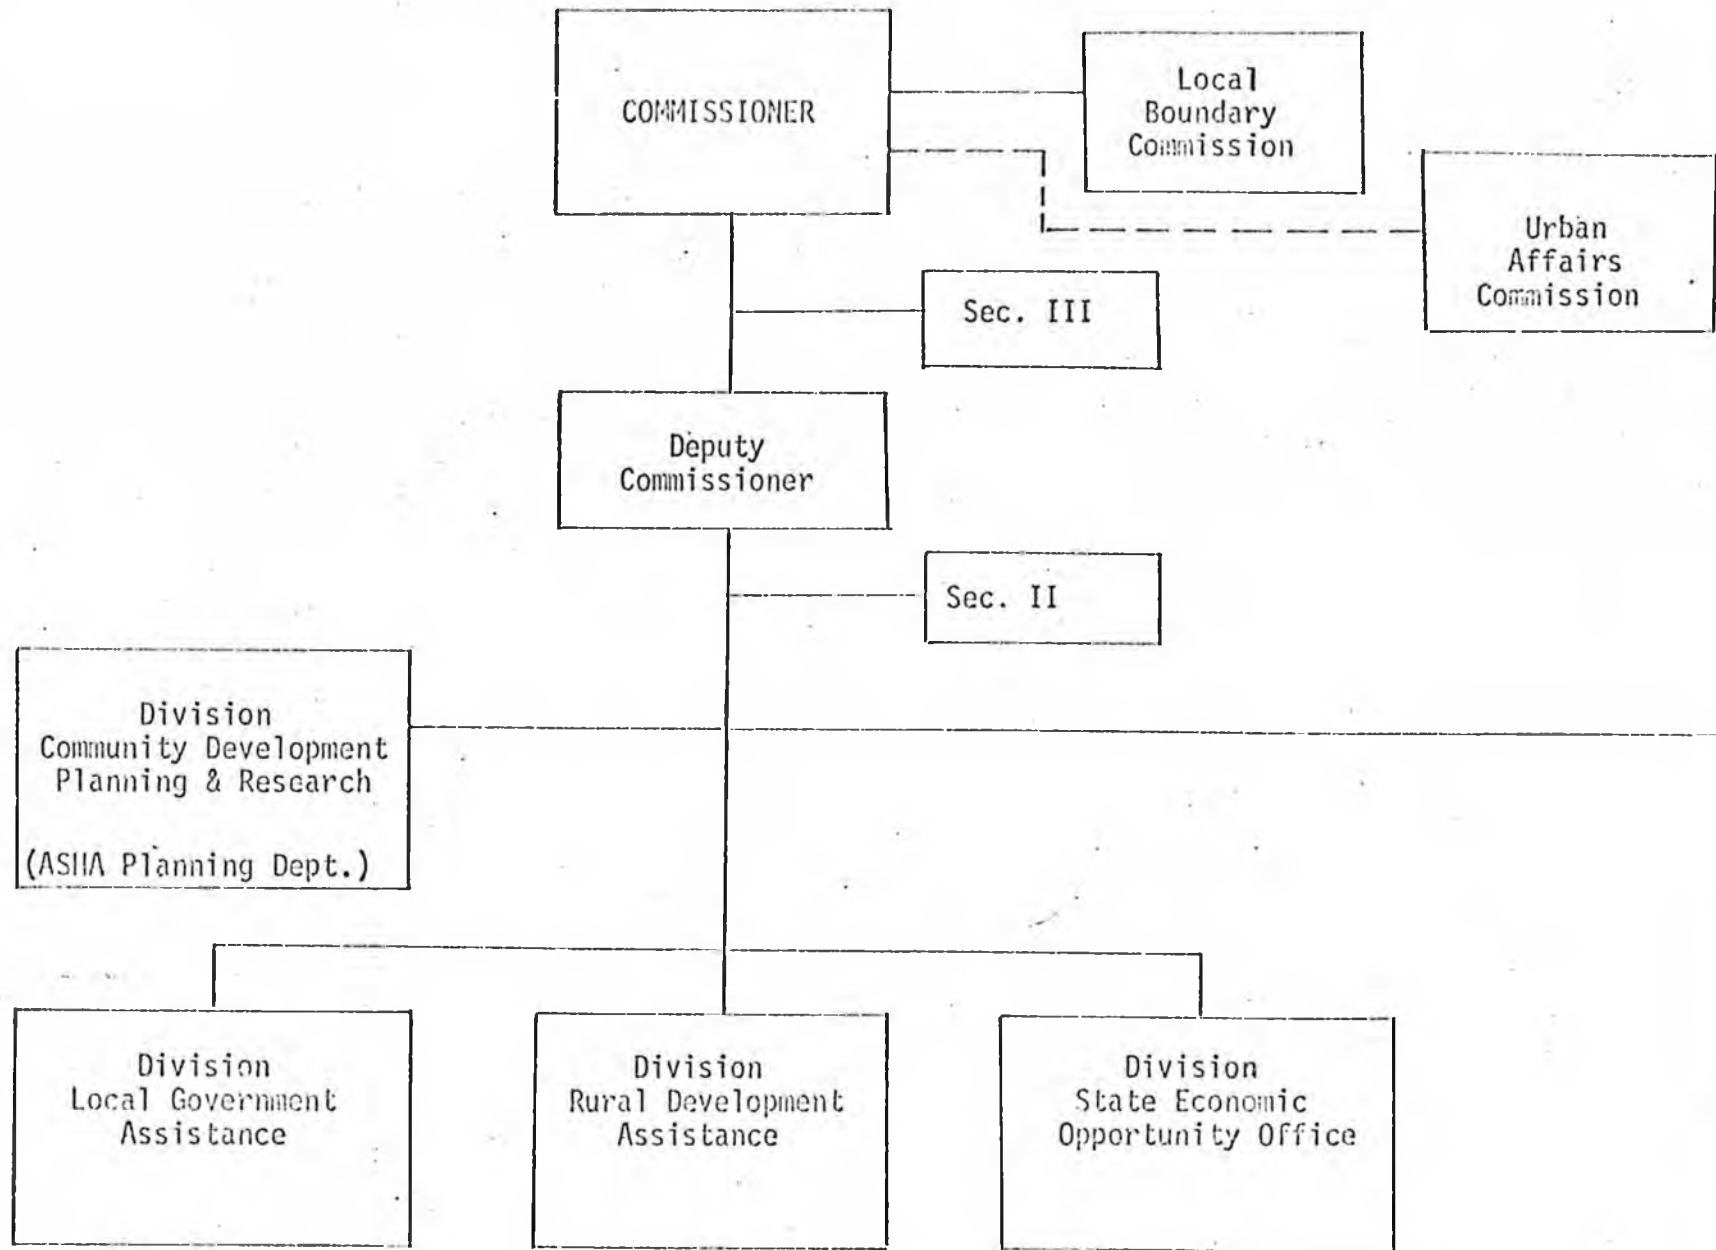 COMMISSIONER
Local
Boundary
Commission
Urban
Affairs
Commission
Sec. III
Deputy
Commissioner
Sec. II
Division
Community Development
Planning & Research
(ASHA Planning Dept.)
Division
Local Government
Assistance
Division
Rural Development
Assistance
Division
State Economic
Opportunity Office